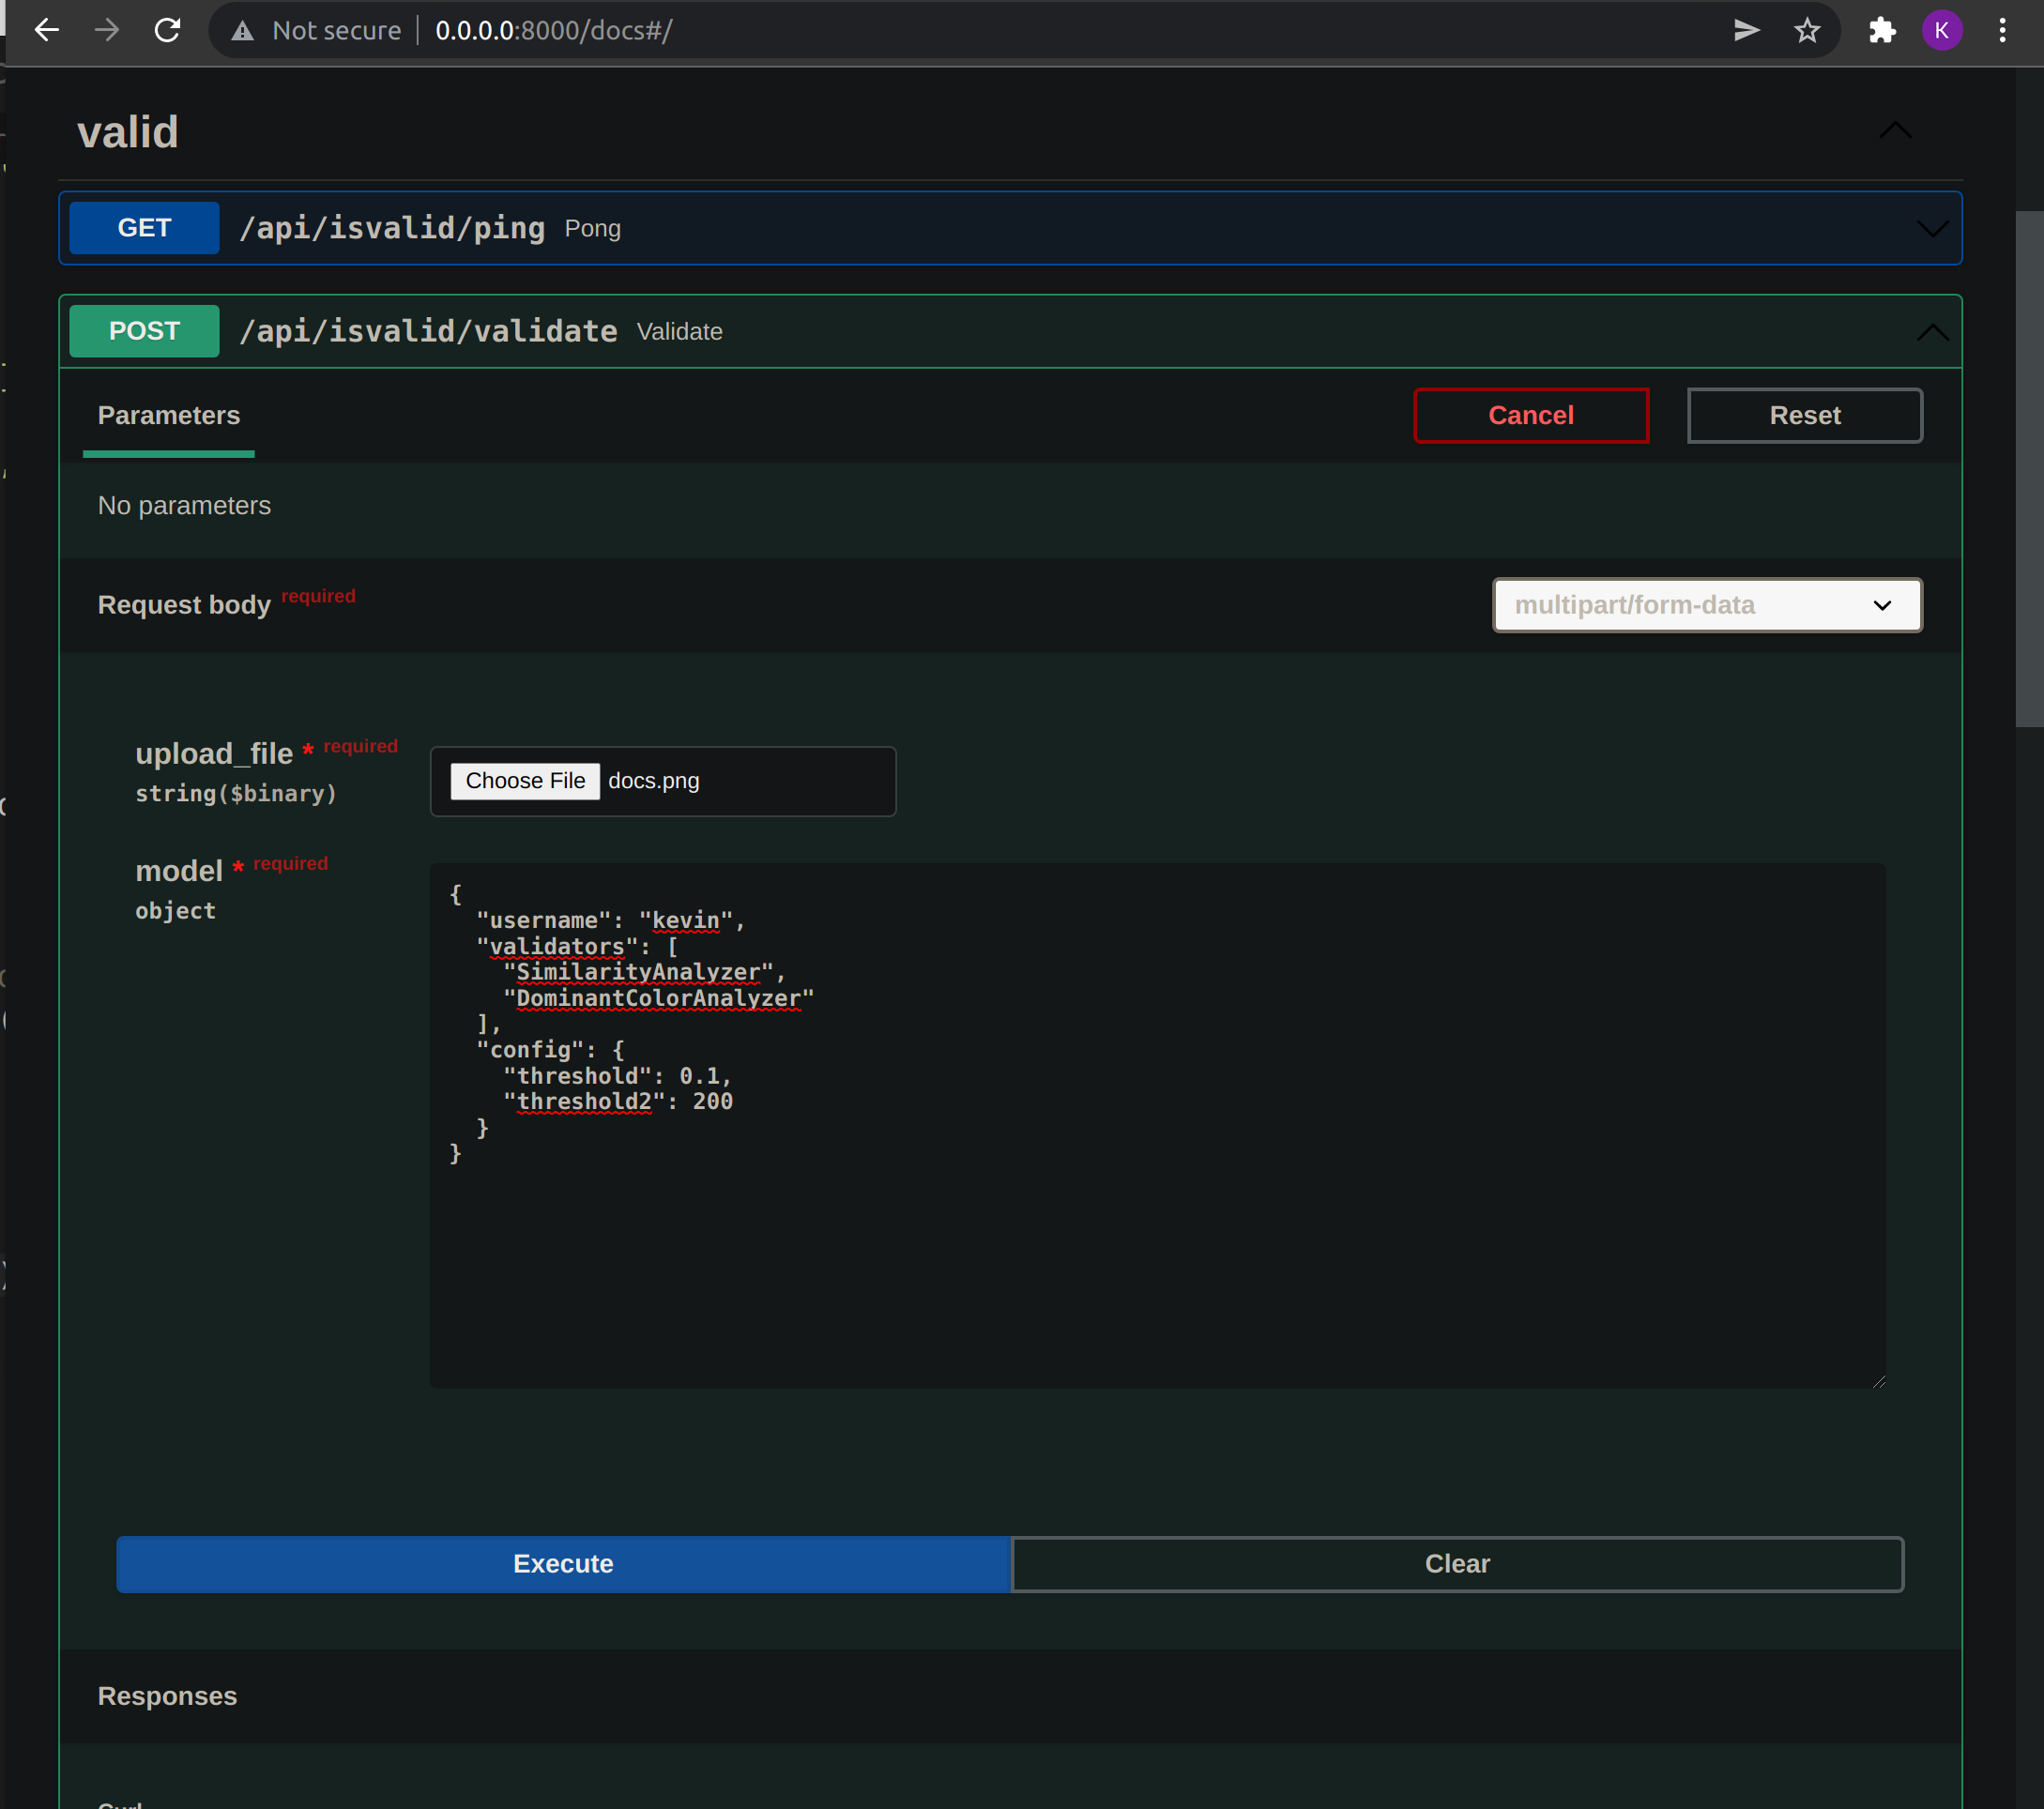 Not secure | 0.0.0.0:8000/docs#/
K
valid
GET /api/isvalid/ping Pong
POST /api/isvalid/validate Validate
Parameters
Cancel
Reset
No parameters
Request body required
multipart/form-data
upload_file * required
string($binary)
Choose File docs.png
model * required
object
{
  "username": "kevin",
  "validators": [
    "SimilarityAnalyzer",
    "DominantColorAnalyzer"
  ],
  "config": {
    "threshold": 0.1,
    "threshold2": 200
  }
}
Execute
Clear
Responses